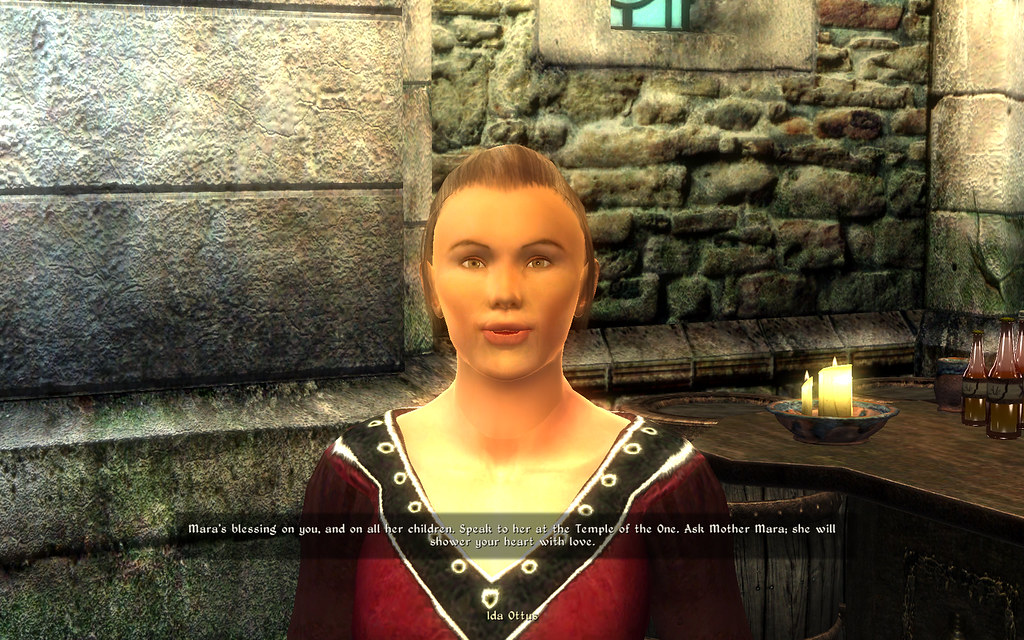 Mara's blessing on you, and on all her children. Speak to her at the Temple of the One. Ask Mother Mara; she will
shower your heart with love.
Ida Ottus